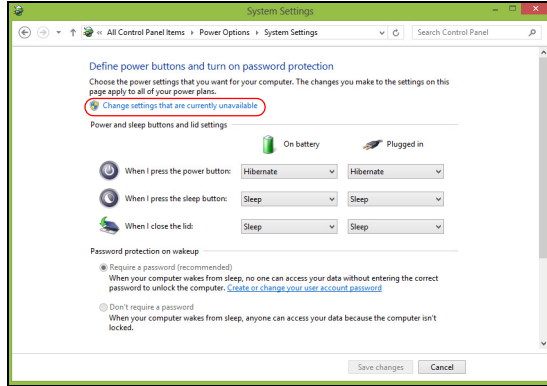 System Settings
« All Control Panel Items › Power Options › System Settings
Search Control Panel
Define power buttons and turn on password protection
Choose the power settings that you want for your computer. The changes you make to the settings on this
page apply to all of your power plans.
Change settings that are currently unavailable
Power and sleep buttons and lid settings
On battery Plugged in
When I press the power button: Hibernate Hibernate
When I press the sleep button: Sleep Sleep
When I close the lid: Sleep Sleep
Password protection on wakeup
Require a password (recommended)
When your computer wakes from sleep, no one can access your data without entering the correct
password to unlock the computer. Create or change your user account password
Don't require a password
When your computer wakes from sleep, anyone can access your data because the computer isn't
locked.
Save changes Cancel